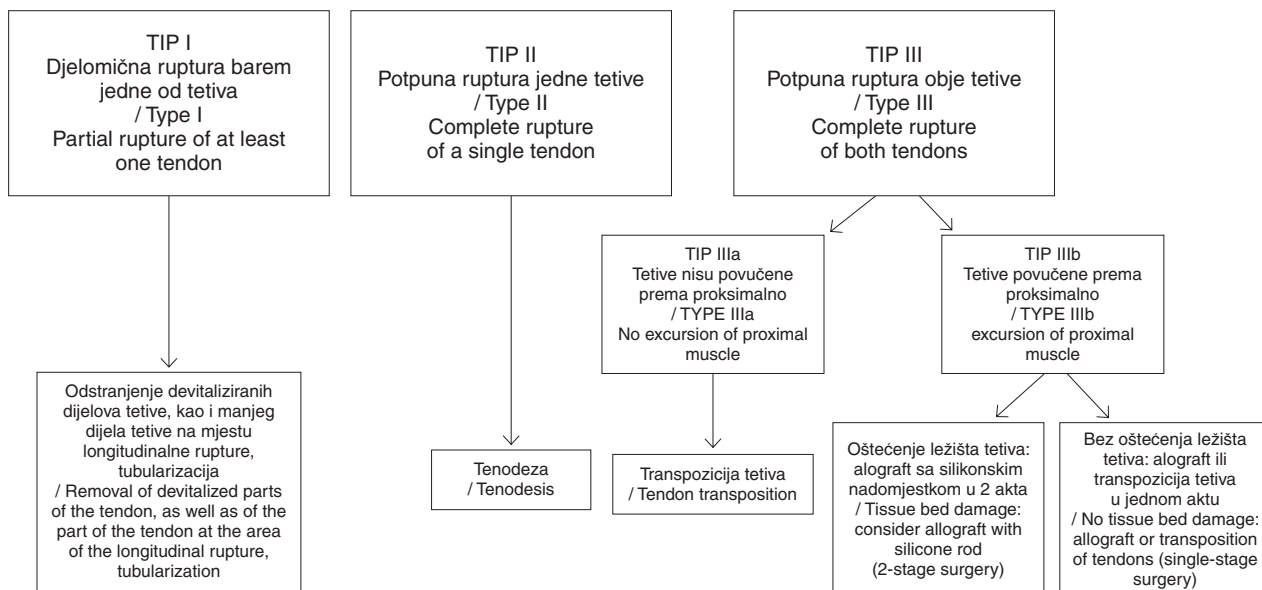 TIP I
Djelomična ruptura barem
jedne od tetiva
/ Type I
Partial rupture of at least
one tendon
TIP II
Potpuna ruptura jedne tetive
/ Type II
Complete rupture
of a single tendon
TIP III
Potpuna ruptura obje tetive
/ Type III
Complete rupture
of both tendons
TIP IIIa
Tetive nisu povučene
prema proksimalno
/ TYPE IIIa
No excursion of proximal
muscle
TIP IIIb
Tetive povučene prema
proksimalno
/ TYPE IIIb
excursion of proximal
muscle
Odstranjenje devitaliziranih
dijelova tetive, kao i manjeg
dijela tetive na mjestu
longitudinalne rupture,
tubularizacija
/ Removal of devitalized parts
of the tendon, as well as of the
part of the tendon at the area
of the longitudinal rupture,
tubularization
Tenodeza
/ Tenodesis
Transpozicija tetiva
/ Tendon transposition
Oštećenje ležišta tetiva:
alograft sa silikonskim
nadomjestkom u 2 akta
/ Tissue bed damage:
consider allograft with
silicone rod
(2-stage surgery)
Bez oštećenja ležišta
tetiva: alograft ili
transpozicija tetiva
u jednom aktu
/ No tissue bed damage:
allograft or transposition
of tendons (single-stage
surgery)